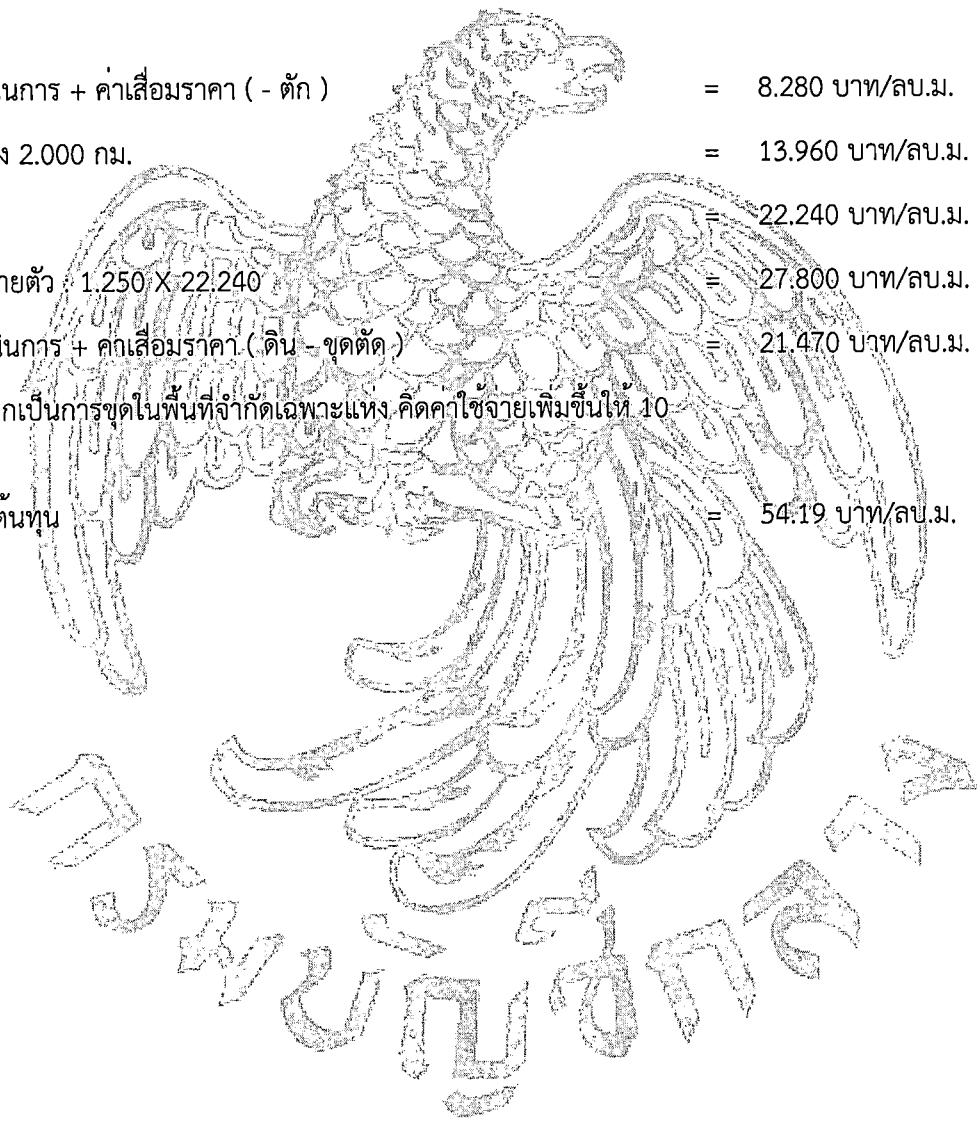 นการ + ค่าเสื่อมราคา ( - ตัก ) = 8.280 บาท/ลบ.ม.
ง 2.000 กม. = 13.960 บาท/ลบ.ม.
= 22.240 บาท/ลบ.ม.
ายตัว : 1.250 X 22.240 = 27.800 บาท/ลบ.ม.
นการ + ค่าเสื่อมราคา ( ดิน - ขุดตัด ) = 21.470 บาท/ลบ.ม.
กเป็นการขุดในพื้นที่จำกัดเฉพาะแห่ง คิดค่าใช้จ่ายเพิ่มขึ้นให้ 10
ต้นทุน = 54.19 บาท/ลบ.ม.
กรมบัญชีกลาง